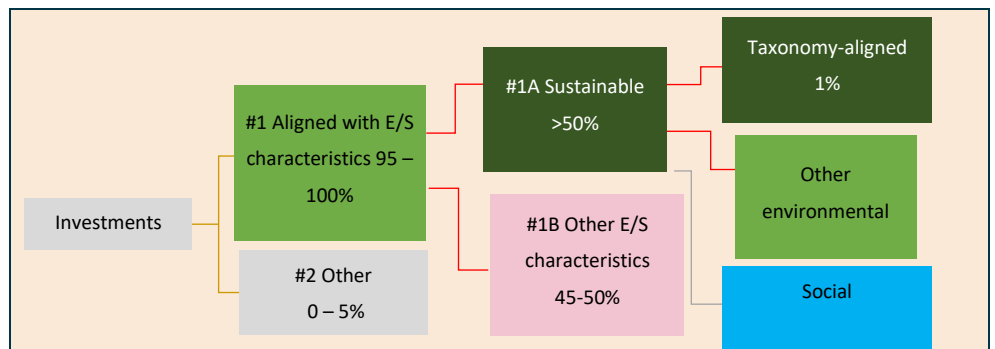 Investments
#1 Aligned with E/S
characteristics 95 –
100%
#2 Other
0 – 5%
#1A Sustainable
>50%
#1B Other E/S
characteristics
45-50%
Taxonomy-aligned
1%
Other
environmental
Social